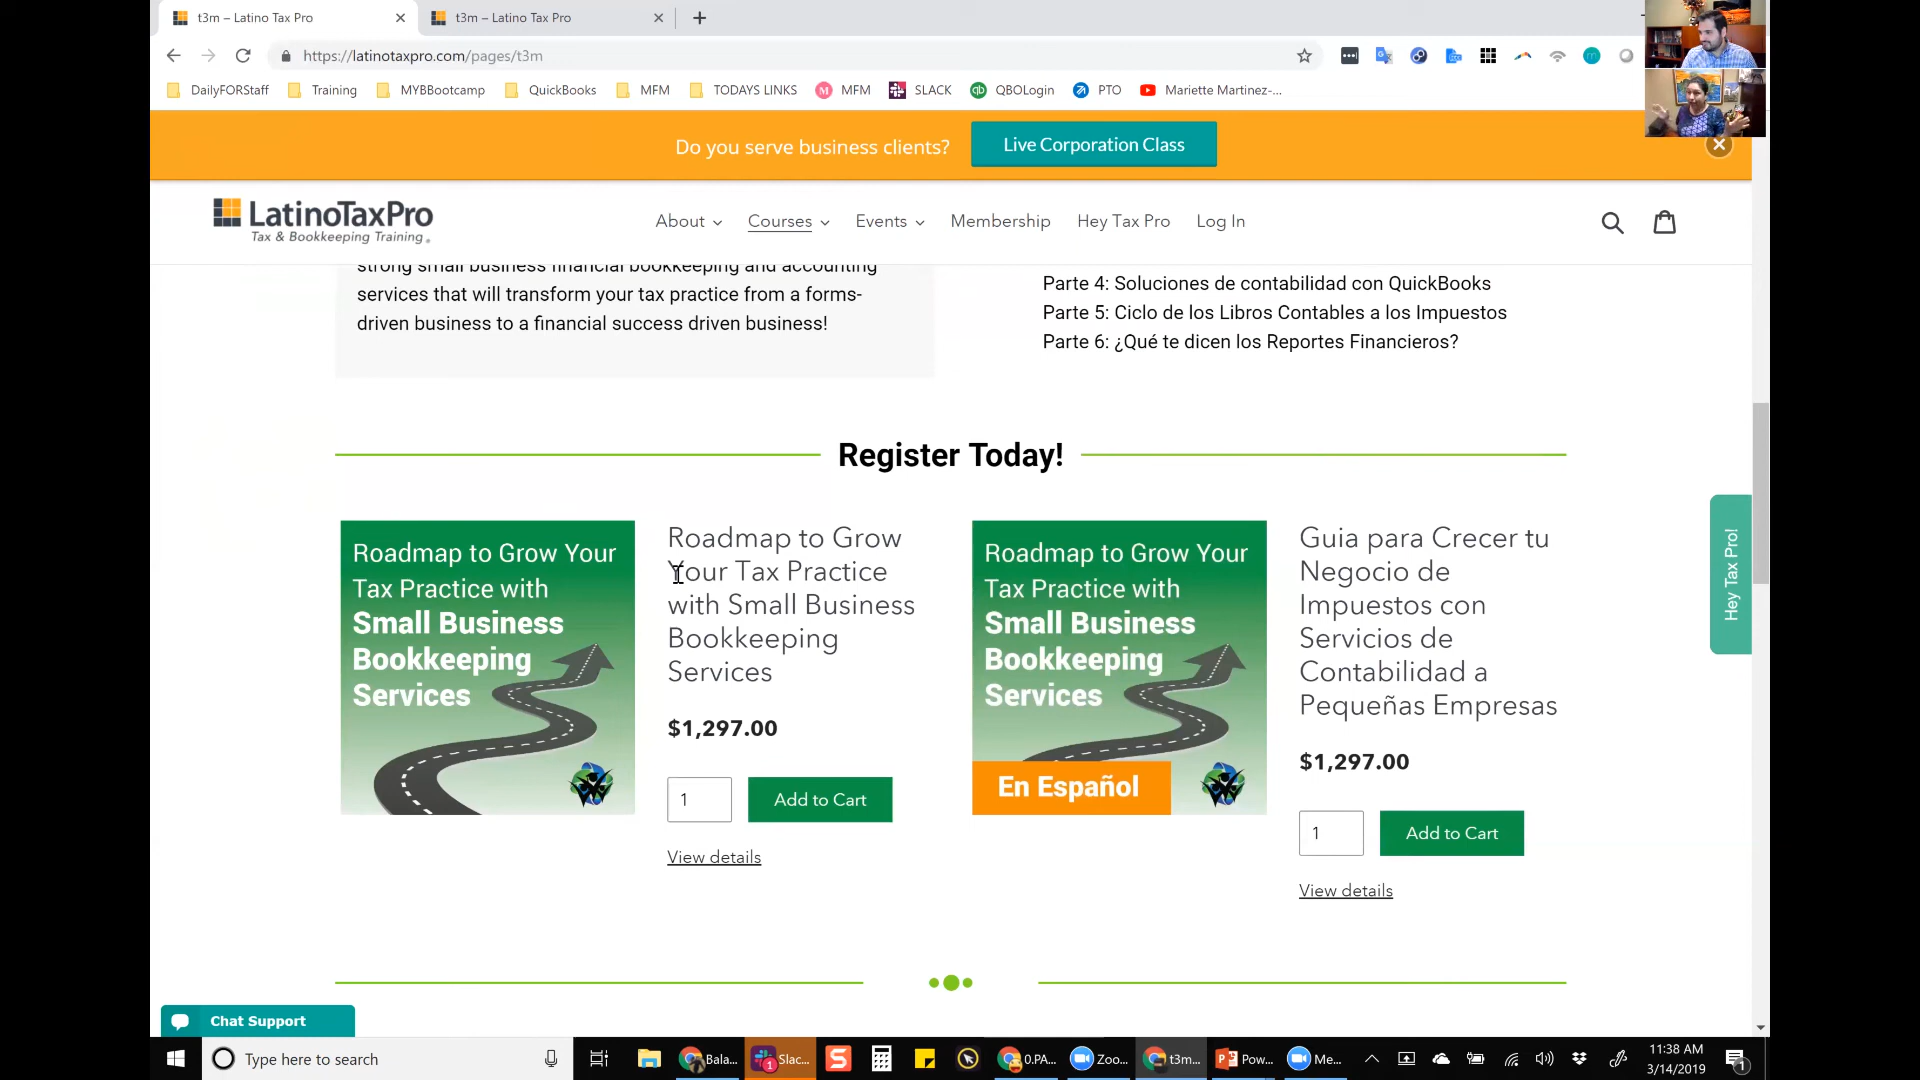 t3m – Latino Tax Pro
t3m – Latino Tax Pro
https://latinotaxpro.com/pages/t3m
DailyFORStaff Training MYBBootcamp QuickBooks MFM TODAYS LINKS MFM SLACK QBOLogin PTO Mariette Martinez-...
Do you serve business clients? Live Corporation Class
LatinoTaxPro
Tax & Bookkeeping Training.
About Courses Events Membership Hey Tax Pro Log In
strong small business financial bookkeeping and accounting
services that will transform your tax practice from a forms-
driven business to a financial success driven business!
Parte 4: Soluciones de contabilidad con QuickBooks
Parte 5: Ciclo de los Libros Contables a los Impuestos
Parte 6: ¿Qué te dicen los Reportes Financieros?
Register Today!
Roadmap to Grow Your
Tax Practice with
Small Business
Bookkeeping
Services
Roadmap to Grow
Your Tax Practice
with Small Business
Bookkeeping
Services
$1,297.00
1
Add to Cart
View details
Roadmap to Grow Your
Tax Practice with
Small Business
Bookkeeping
Services
En Español
Guia para Crecer tu
Negocio de
Impuestos con
Servicios de
Contabilidad a
Pequeñas Empresas
$1,297.00
1
Add to Cart
View details
Hey Tax Pro!
Chat Support
Type here to search
Bala...
Slac...
1
0.PA...
Zoo...
t3m...
Pow...
Me...
11:38 AM
3/14/2019
1